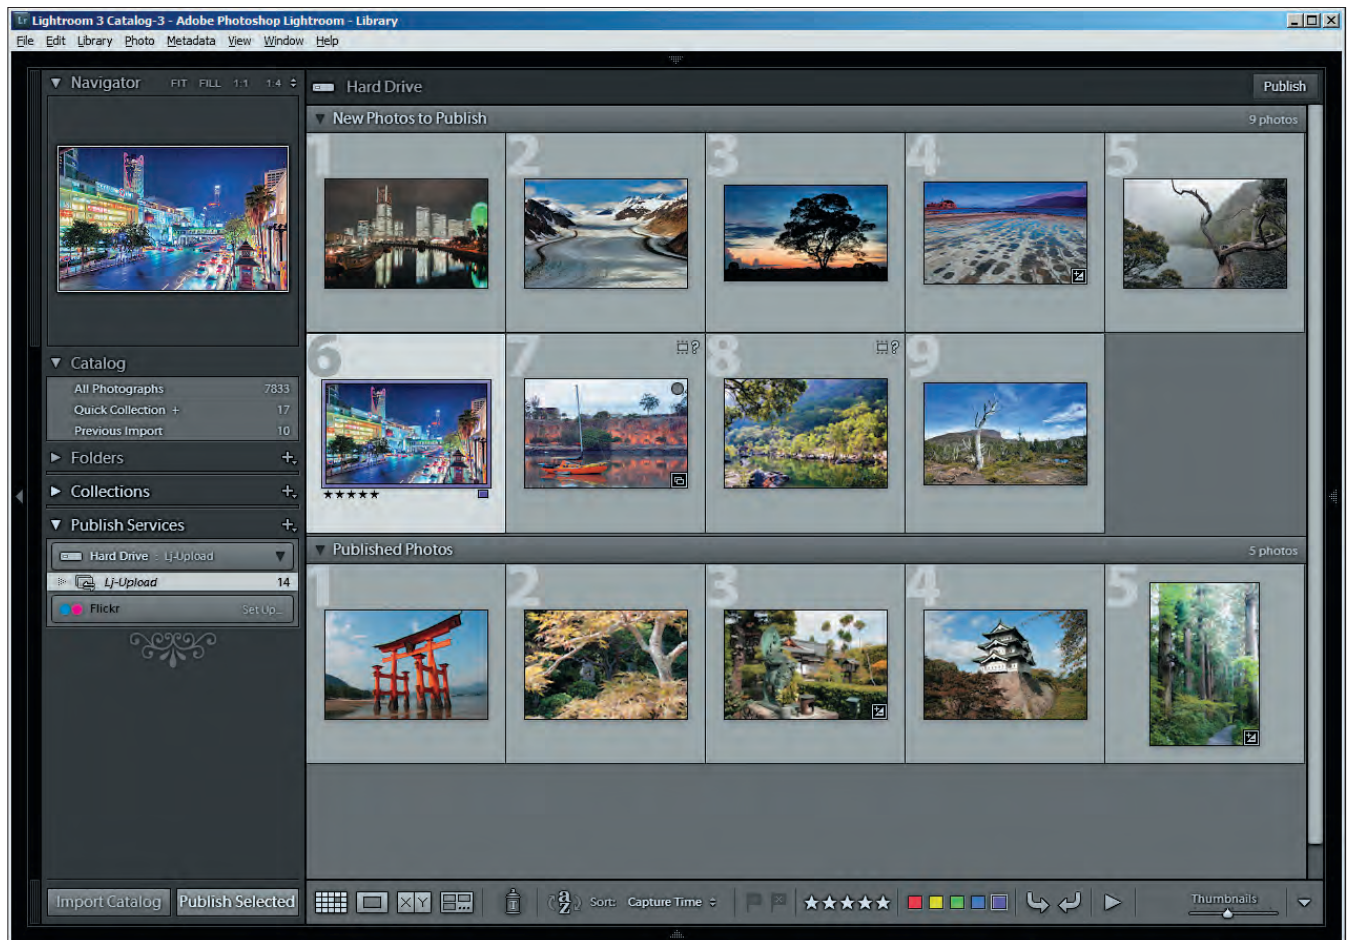 Lr Lightroom 3 Catalog-3 - Adobe Photoshop Lightroom - Library
File Edit Library Photo Metadata View Window Help
Navigator FIT FILL 1:1 1:4
Hard Drive Publish
New Photos to Publish 9 photos
1 2 3 4 5
Catalog
All Photographs 7833
Quick Collection + 17
Previous Import 10
Folders +
Collections +
Publish Services +
Hard Drive : Lj-Upload
Lj-Upload 14
Flickr Set Up...
6 7 ? 8 ? 9
★★★★★
Published Photos 5 photos
1 2 3 4 5
Import Catalog Publish Selected
X Y
a z Sort: Capture Time
★★★★★
Thumbnails